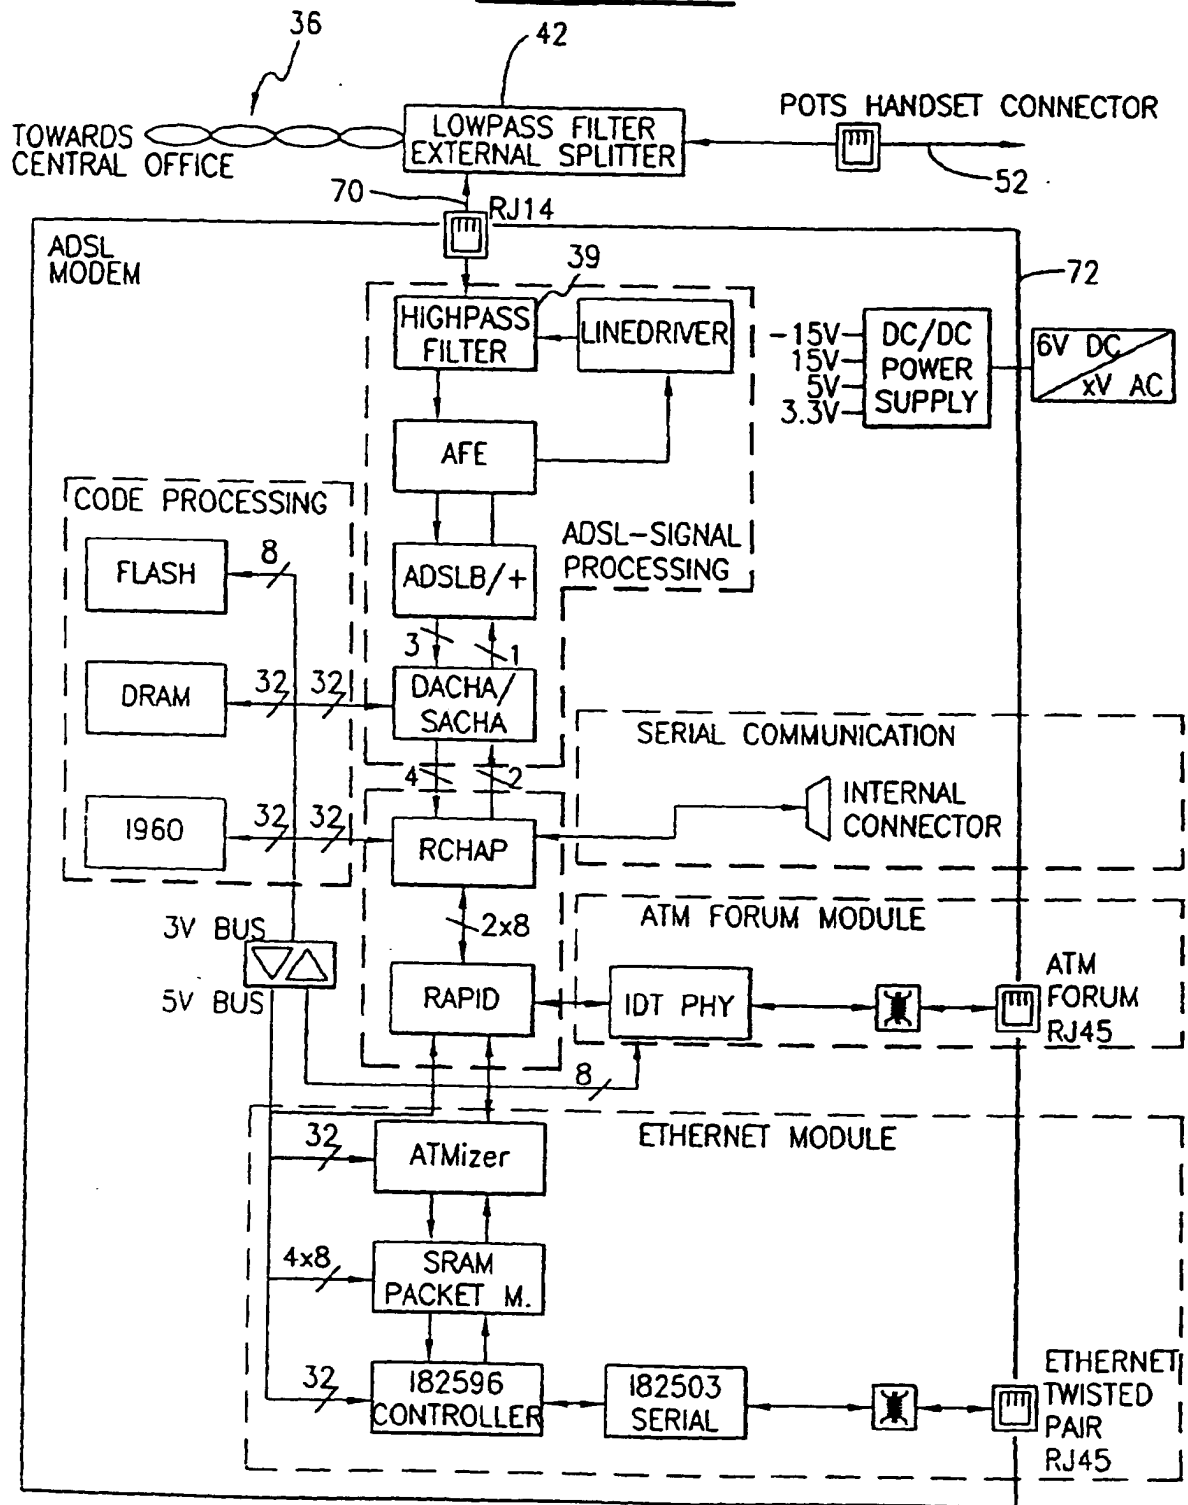 36
42
POTS HANDSET CONNECTOR
TOWARDS
CENTRAL OFFICE
LOWPASS FILTER
EXTERNAL SPLITTER
52
70
RJ14
ADSL
MODEM
39
72
HIGHPASS
FILTER
LINEDRIVER
-15V
15V
5V
3.3V
DC/DC
POWER
SUPPLY
6V DC
xV AC
AFE
CODE PROCESSING
ADSL-SIGNAL
PROCESSING
FLASH
8
ADSLB/+
3
1
DRAM
32
32
DACHA/
SACHA
SERIAL COMMUNICATION
4
2
INTERNAL
CONNECTOR
I960
32
32
RCHAP
ATM FORUM MODULE
3V BUS
2x8
5V BUS
RAPID
IDT PHY
ATM
FORUM
RJ45
8
ETHERNET MODULE
32
ATMizer
4x8
SRAM
PACKET M.
32
I82596
CONTROLLER
I82503
SERIAL
ETHERNET
TWISTED
PAIR
RJ45